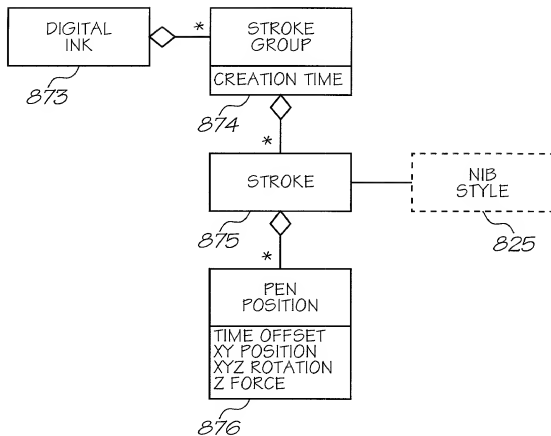 DIGITAL
INK
*
STROKE
GROUP
CREATION TIME
873
874
*
STROKE
NIB
STYLE
875
825
*
PEN
POSITION
TIME OFFSET
XY POSITION
XYZ ROTATION
Z FORCE
876